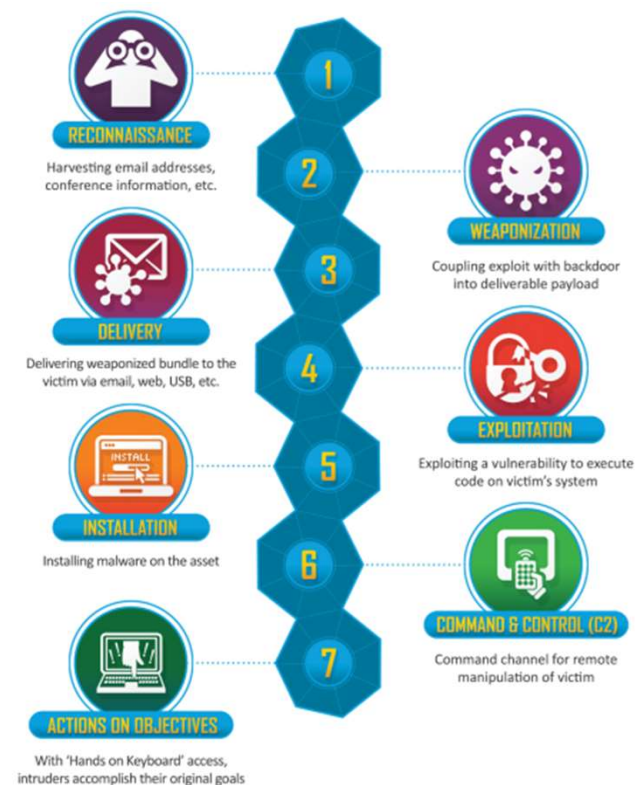 1
RECONNAISSANCE
Harvesting email addresses,
conference information, etc.
2
WEAPONIZATION
Coupling exploit with backdoor
into deliverable payload
3
DELIVERY
Delivering weaponized bundle to the
victim via email, web, USB, etc.
4
EXPLOITATION
Exploiting a vulnerability to execute
code on victim's system
5
INSTALL
INSTALLATION
Installing malware on the asset
6
COMMAND & CONTROL (C2)
Command channel for remote
manipulation of victim
7
ACTIONS ON OBJECTIVES
With 'Hands on Keyboard' access,
intruders accomplish their original goals